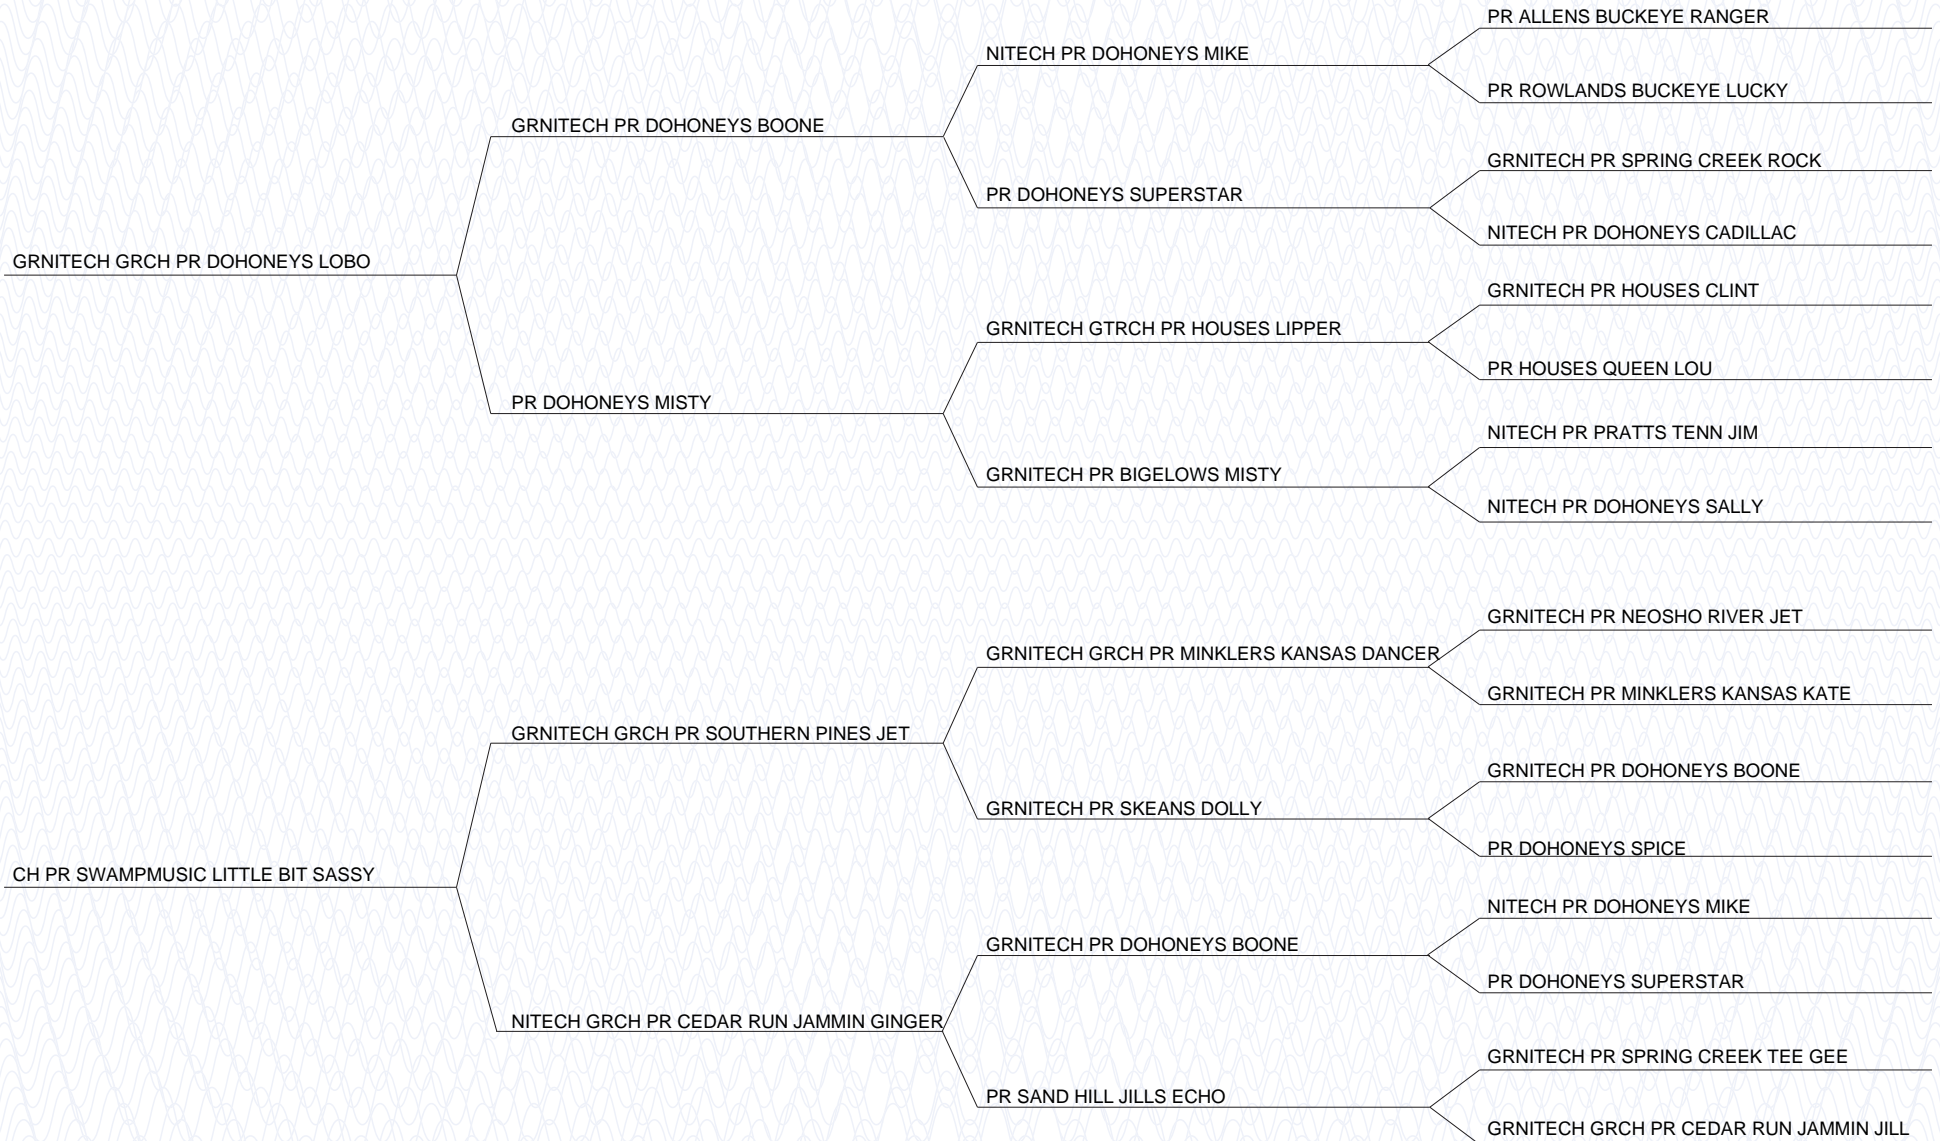 PR ALLENS BUCKEYE RANGER
NITECH PR DOHONEYS MIKE
PR ROWLANDS BUCKEYE LUCKY
GRNITECH PR DOHONEYS BOONE
GRNITECH PR SPRING CREEK ROCK
PR DOHONEYS SUPERSTAR
NITECH PR DOHONEYS CADILLAC
GRNITECH GRCH PR DOHONEYS LOBO
GRNITECH PR HOUSES CLINT
GRNITECH GTRCH PR HOUSES LIPPER
PR HOUSES QUEEN LOU
PR DOHONEYS MISTY
NITECH PR PRATTS TENN JIM
GRNITECH PR BIGELOWS MISTY
NITECH PR DOHONEYS SALLY
GRNITECH PR NEOSHO RIVER JET
GRNITECH GRCH PR MINKLERS KANSAS DANCER
GRNITECH PR MINKLERS KANSAS KATE
GRNITECH GRCH PR SOUTHERN PINES JET
GRNITECH PR DOHONEYS BOONE
GRNITECH PR SKEANS DOLLY
PR DOHONEYS SPICE
CH PR SWAMPMUSIC LITTLE BIT SASSY
NITECH PR DOHONEYS MIKE
GRNITECH PR DOHONEYS BOONE
PR DOHONEYS SUPERSTAR
NITECH GRCH PR CEDAR RUN JAMMIN GINGER
GRNITECH PR SPRING CREEK TEE GEE
PR SAND HILL JILLS ECHO
GRNITECH GRCH PR CEDAR RUN JAMMIN JILL